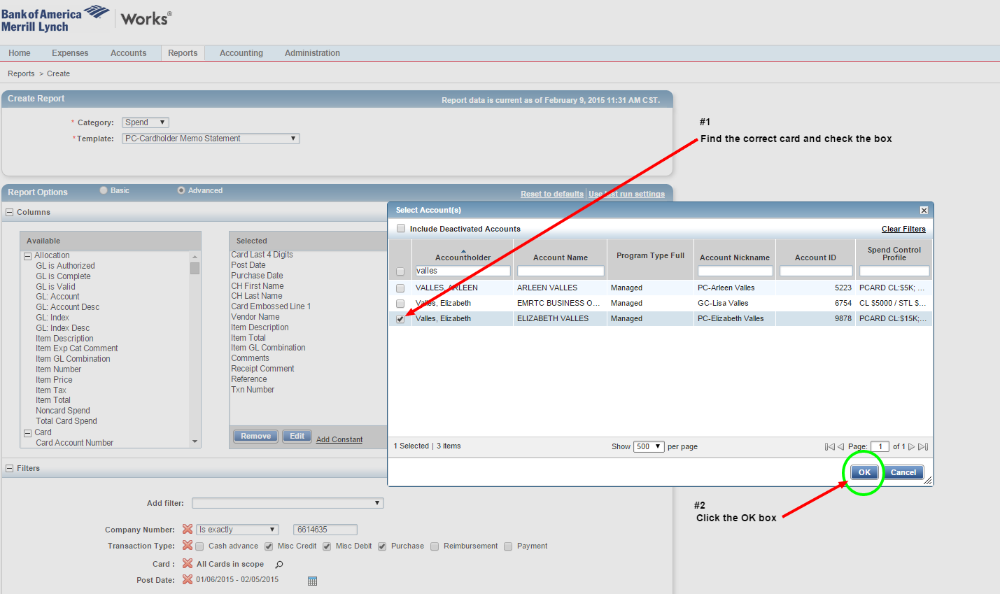 Bank of America
Merrill Lynch
Works®
Home Expenses Accounts Reports Accounting Administration
Reports > Create
Create Report
Report data is current as of February 9, 2015 11:31 AM CST.
* Category: Spend
* Template: PC-Cardholder Memo Statement
#1
Find the correct card and check the box
Report Options Basic Advanced
Reset to defaults Use last run settings
Columns
Available
Allocation
GL is Authorized
GL is Complete
GL is Valid
GL: Account
GL: Account Desc
GL: Index
GL: Index Desc
Item Description
Item Exp Cat Comment
Item GL Combination
Item Number
Item Price
Item Tax
Item Total
Noncard Spend
Total Card Spend
Card
Card Account Number
Selected
Card Last 4 Digits
Post Date
Purchase Date
CH First Name
CH Last Name
Card Embossed Line 1
Vendor Name
Item Description
Item Total
Item GL Combination
Comments
Receipt Comment
Reference
Txn Number
Remove Edit Add Constant
Select Account(s)
Include Deactivated Accounts
Clear Filters
Accountholder Account Name Program Type Full Account Nickname Account ID Spend Control Profile
valles
VALLES, ARLEEN ARLEEN VALLES Managed PC-Arleen Valles 5223 PCARD CL:$5K; ...
Valles, Elizabeth EMRTC BUSINESS O... Managed GC-Lisa Valles 6754 CL $5000 / STL $...
Valles, Elizabeth ELIZABETH VALLES Managed PC-Elizabeth Valles 9878 PCARD CL:$15K;...
1 Selected | 3 items
Show 500 per page
Page: 1 of 1
OK Cancel
#2
Click the OK box
Filters
Add filter:
Company Number: Is exactly 6614635
Transaction Type: Cash advance Misc Credit Misc Debit Purchase Reimbursement Payment
Card : All Cards in scope
Post Date: 01/06/2015 - 02/05/2015